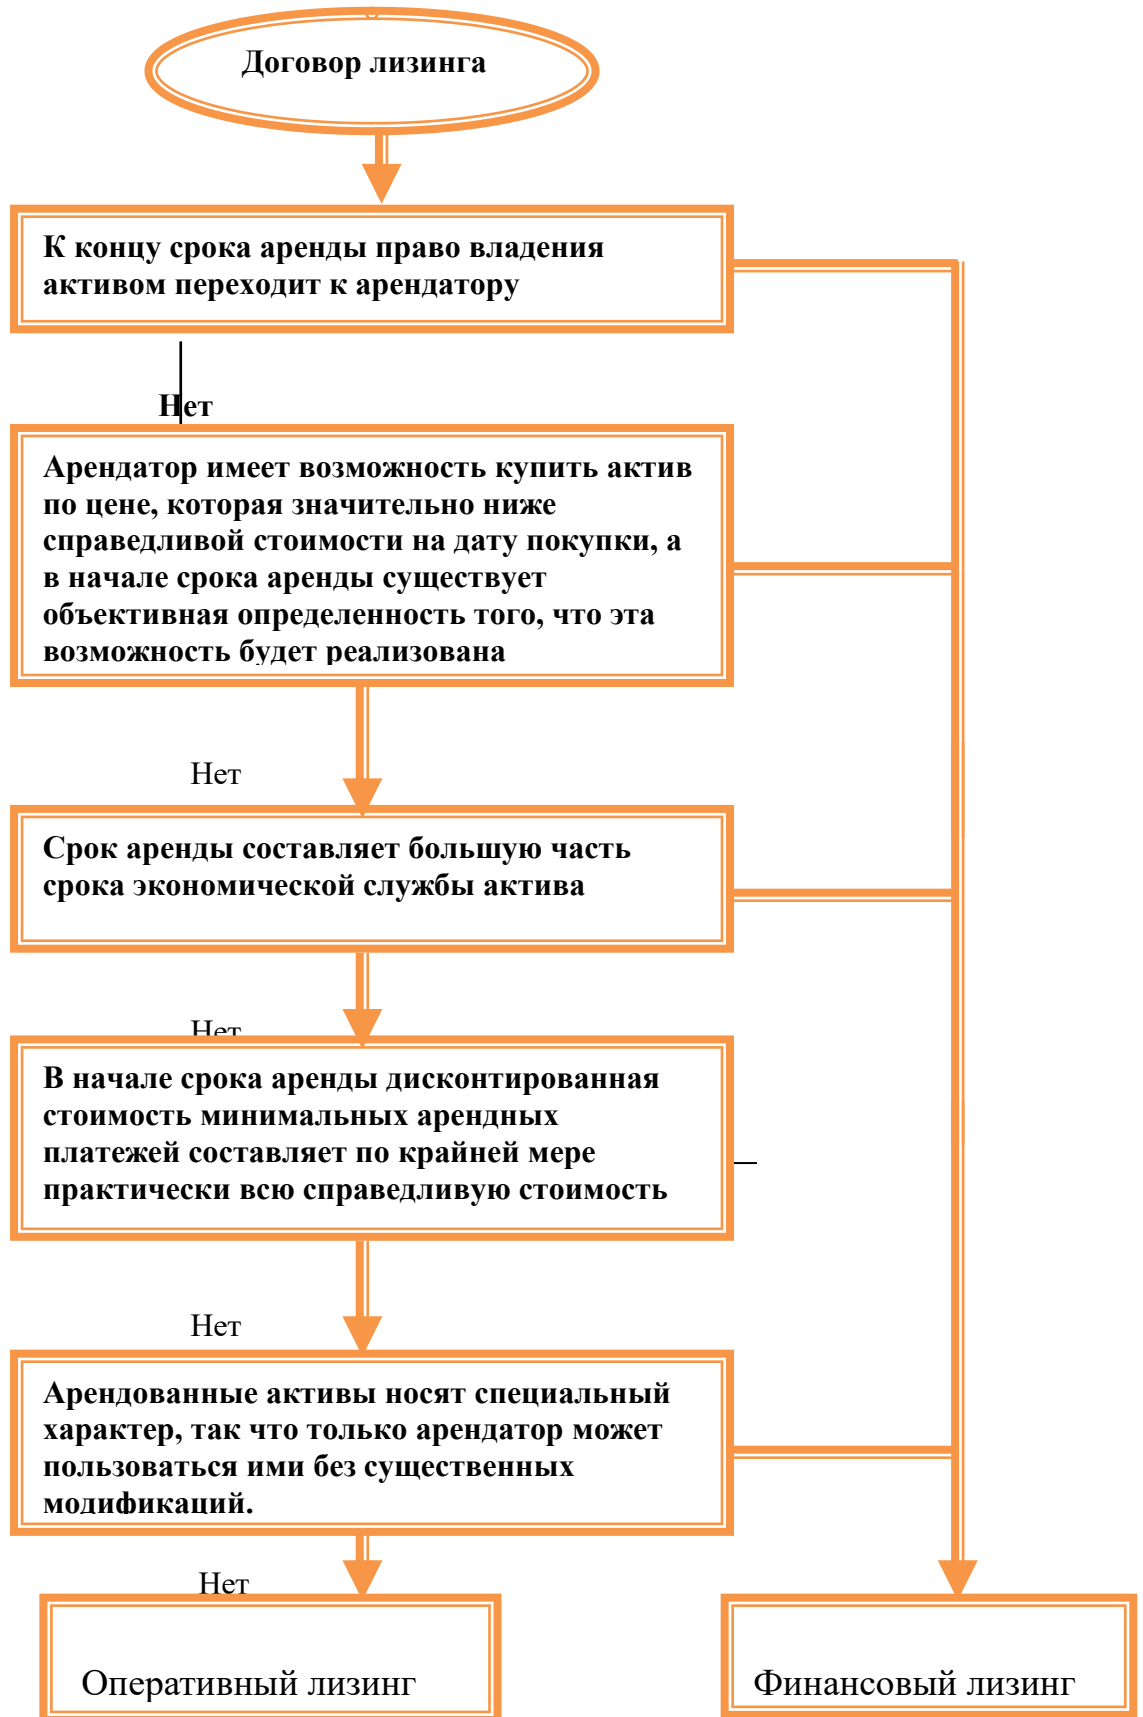 Договор лизинга
К концу срока аренды право владения
активом переходит к арендатору
Нет
Арендатор имеет возможность купить актив
по цене, которая значительно ниже
справедливой стоимости на дату покупки, а
в начале срока аренды существует
объективная определенность того, что эта
возможность будет реализована
Нет
Срок аренды составляет большую часть
срока экономической службы актива
Нет
В начале срока аренды дисконтированная
стоимость минимальных арендных
платежей составляет по крайней мере
практически всю справедливую стоимость
Нет
Арендованные активы носят специальный
характер, так что только арендатор может
пользоваться ими без существенных
модификаций.
Нет
Оперативный лизинг
Финансовый лизинг